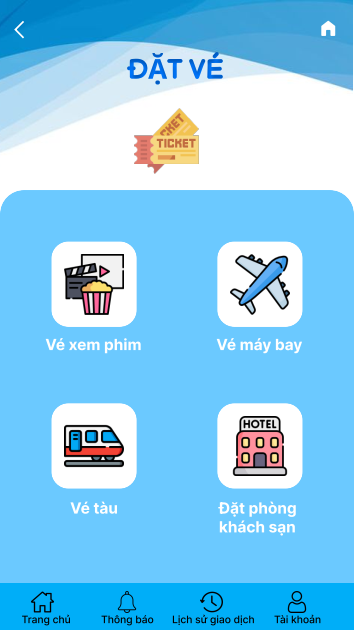 ĐẶT VÉ
TICKET
TICKET
Vé xem phim
Vé máy bay
HOTEL
Vé tàu
Đặt phòng
khách sạn
Trang chủ
Thông báo
Lịch sử giao dịch
Tài khoản